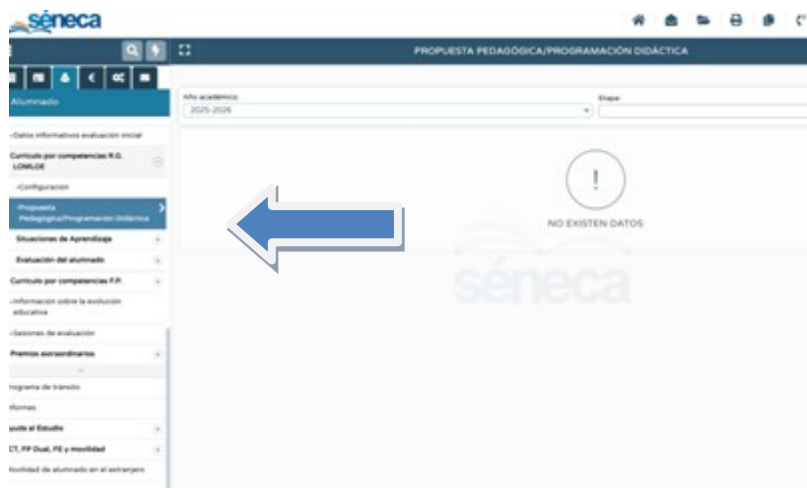 séneca
PROPUESTA PEDAGÓGICA/PROGRAMACIÓN DIDÁCTICA
Alumnado
Año académico:
Etapa:
2025-2026
-Datos informativos evaluación inicial
Currículo por competencias R.G.
LOMLOE
-Configuración
-Propuesta
Pedagógica/Programación Didáctica
Situaciones de Aprendizaje
Evaluación del alumnado
Currículo por competencias F.P.
-Información sobre la evolución
educativa
-Sesiones de evaluación
Premios extraordinarios
rograma de tránsito
nformes
yuda al Estudio
CT, FP Dual, FE y movilidad
ovilidad de alumnado en el extranjero
NO EXISTEN DATOS
séneca